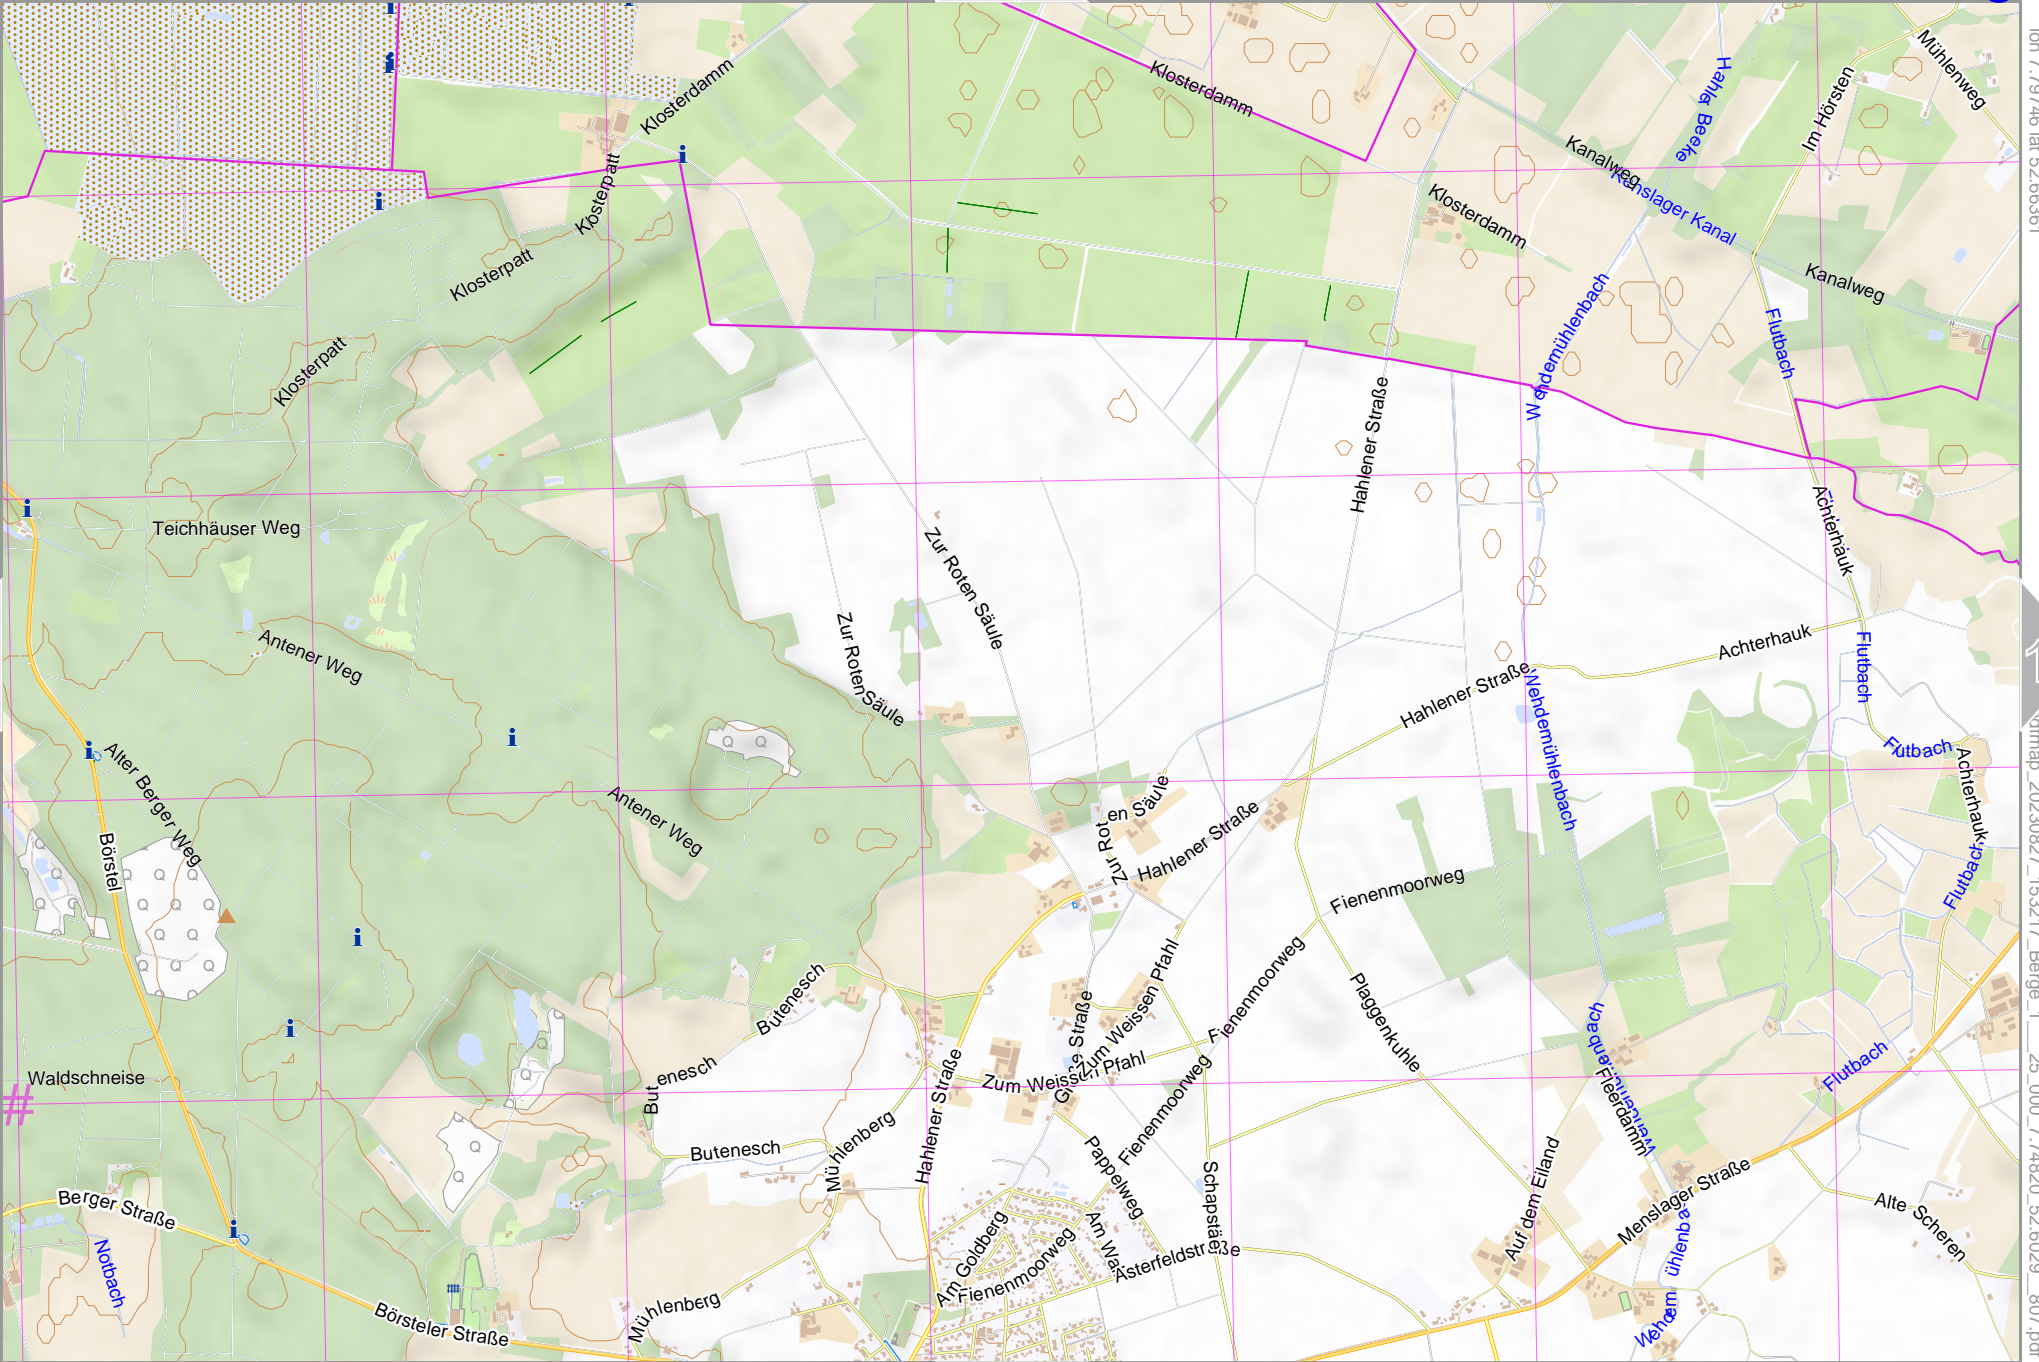 Klosterdamm
Klosterdamm
Mühlenweg
Im Hörsten
Hahler Beeke
Kanalweg
Klosterpatt
Klosterdamm
Klosterpatt
Kanalweg
Wehdemühlenbach
Flutbach
Klosterpatt
Hahlener Straße
Teichhäuser Weg
Achterhauk
Zur Roten Säule
Antener Weg
Zur Roten Säule
Achterhauk
Flutbach
Hahlener Straße
Wehdemühlenbach
Alter Berger Weg
Flutbach
Achterhauk
Antener Weg
Zur Roten Säule
Hahlener Straße
Börstel
Fienenmoorweg
Flutbach
Butenesch
Zum Weissen Pfahl
Fienenmoorweg
Plaggenkuhle
Butenesch
Zum Weissen Pfahl
Waldschneise
#
Hahlener Straße
Fienenmoorweg
Fleerdamm
Flutbach
Butenesch
Mühlenberg
Pappelweg
Schapstäel
Auf dem Eiland
Menslager Straße
Alte Scheren
Berger Straße
Notbach
Am Goldberg
Fienenmoorweg
Asterfeldstraße
Börsteler Straße
Mühlenberg